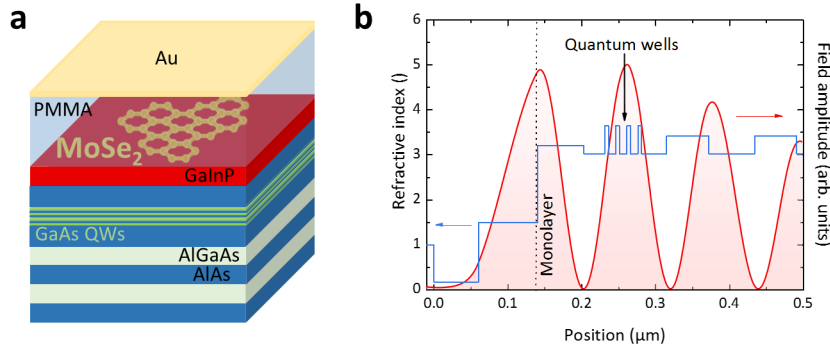 a
Au
PMMA
MoSe2
GaInP
GaAs QWs
AlGaAs
AlAs
b
Quantum wells
Monolayer
Refractive index ()
Field amplitude (arb. units)
6
5
4
3
2
1
0
0.0
0.1
0.2
0.3
0.4
0.5
Position (µm)